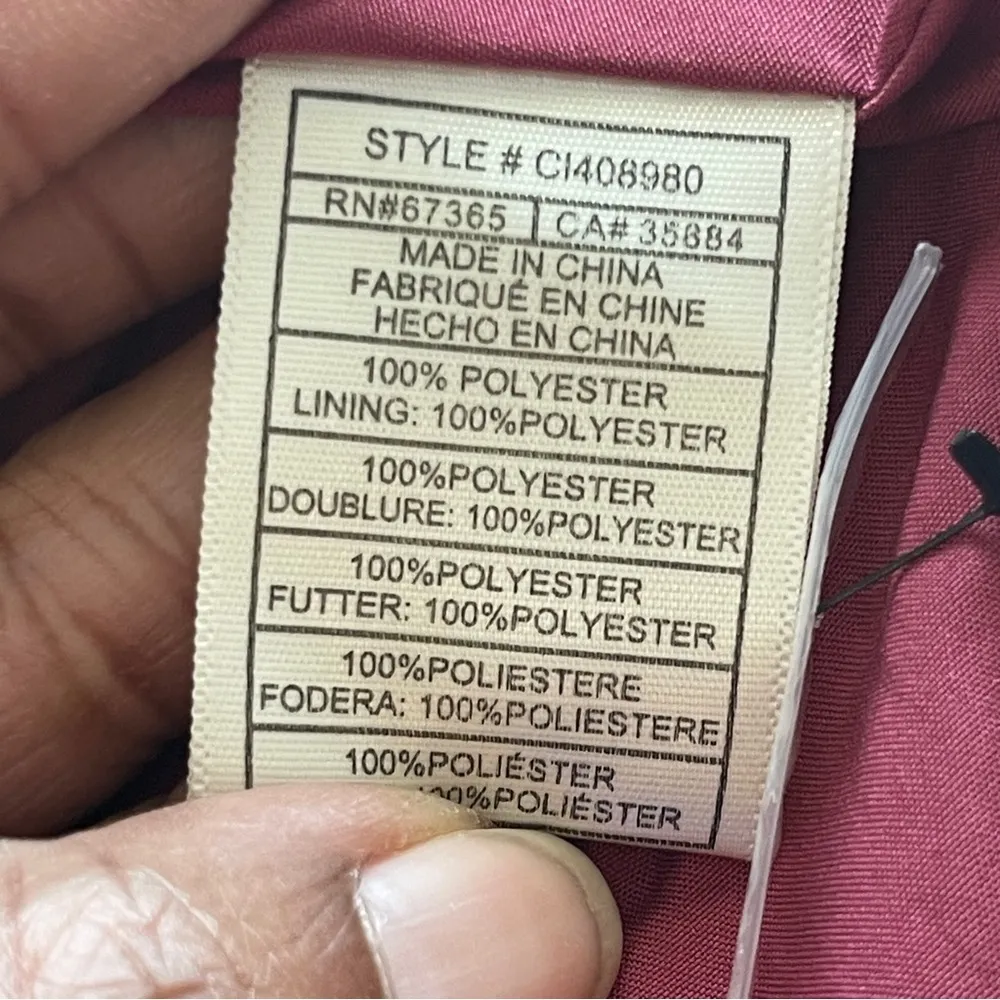 STYLE # CI408980
RN#67365 CA# 35684
MADE IN CHINA
FABRIQUÉ EN CHINE
HECHO EN CHINA
100% POLYESTER
LINING: 100%POLYESTER
100%POLYESTER
DOUBLURE: 100%POLYESTER
100%POLYESTER
FUTTER: 100%POLYESTER
100%POLIESTERE
FODERA: 100%POLIESTERE
100%POLIÉSTER
100%POLIÉSTER